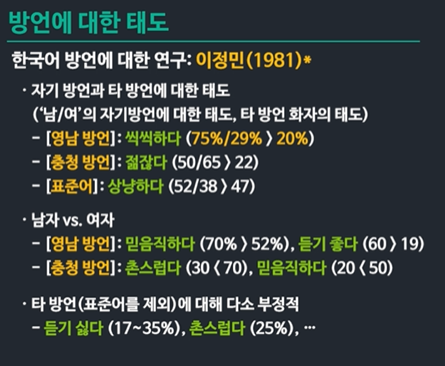 방언에 대한 태도
한국어 방언에 대한 연구: 이정민(1981)*
· 자기 방언과 타 방언에 대한 태도
('남/여'의 자기방언에 대한 태도, 타 방언 화자의 태도)
- [영남 방언]: 씩씩하다 (75%/29% > 20%)
- [충청 방언]: 젊잖다 (50/65 > 22)
- [표준어]: 상냥하다 (52/38 > 47)
· 남자 vs. 여자
- [영남 방언]: 믿음직하다 (70% > 52%), 듣기 좋다 (60 > 19)
- [충청 방언]: 촌스럽다 (30 < 70), 믿음직하다 (20 < 50)
· 타 방언(표준어를 제외)에 대해 다소 부정적
- 듣기 싫다 (17~35%), 촌스럽다 (25%), …